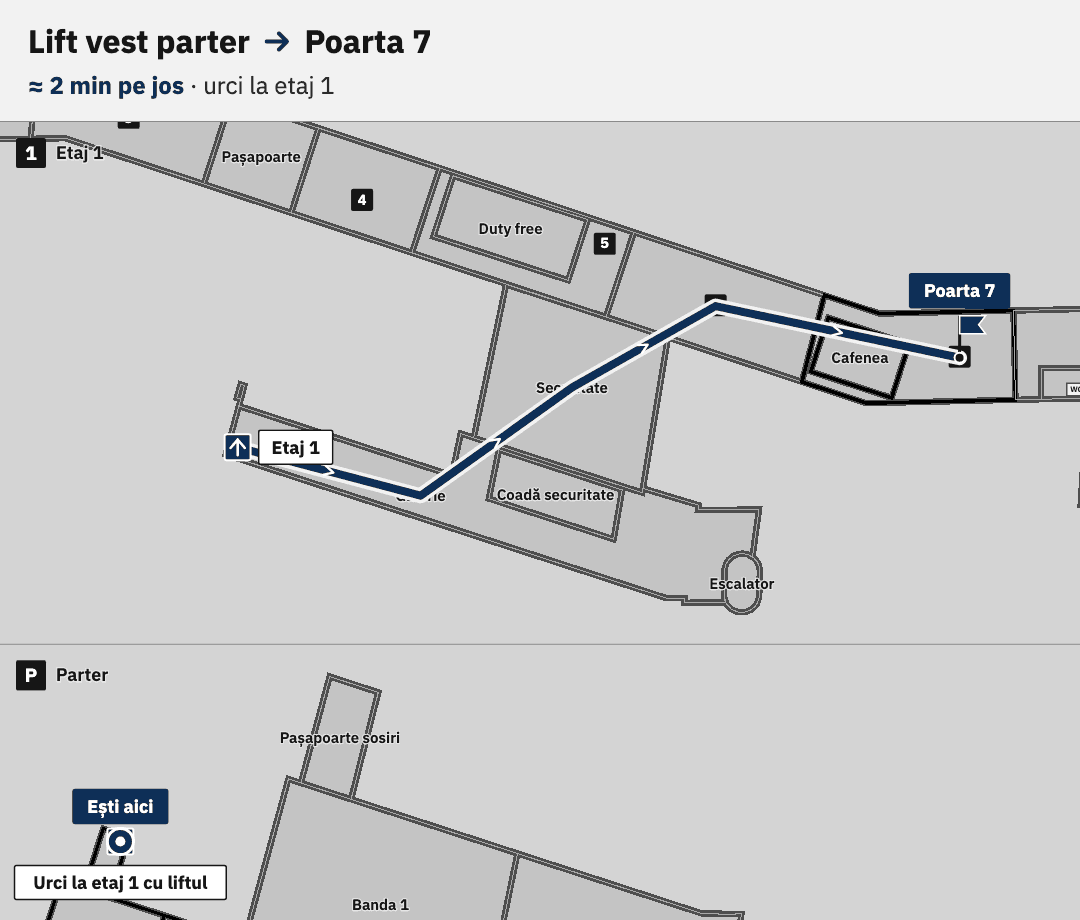 Lift vest parter → Poarta 7
≈ 2 min pe jos · urci la etaj 1
1 Etaj 1
Pașapoarte
4
Duty free
5
Poarta 7
Cafenea
Etaj 1
Coadă securitate
Escalator
P Parter
Pașapoarte sosiri
Ești aici
Urci la etaj 1 cu liftul
Banda 1